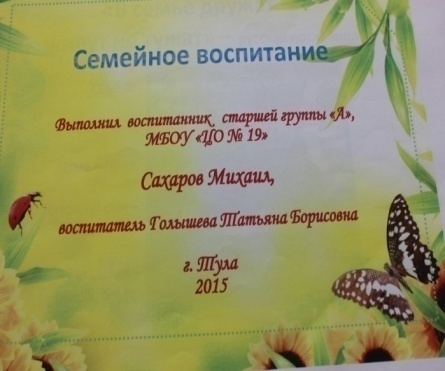 Семейное воспитание
Выполнил воспитанник старшей группы «А»,
МБОУ «ЦО № 19»
Сахаров Михаил,
воспитатель Голышева Татьяна Борисовна
г. Тула
2015